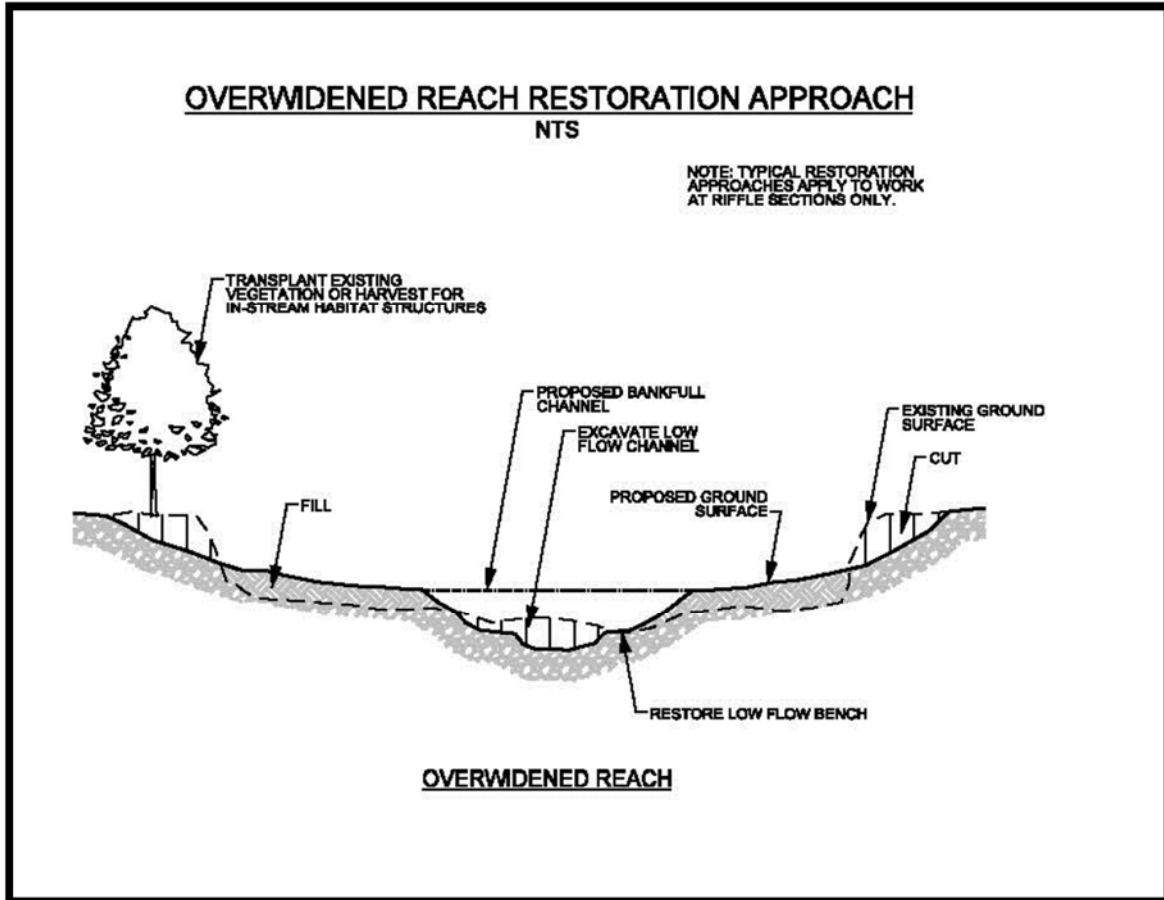 OVERWIDENED REACH RESTORATION APPROACH
NTS
NOTE: TYPICAL RESTORATION
APPROACHES APPLY TO WORK
AT RIFFLE SECTIONS ONLY.
TRANSPLANT EXISTING
VEGETATION OR HARVEST FOR
IN-STREAM HABITAT STRUCTURES
PROPOSED BANKFULL
CHANNEL
EXCAVATE LOW
FLOW CHANNEL
EXISTING GROUND
SURFACE
CUT
FILL
PROPOSED GROUND
SURFACE
RESTORE LOW FLOW BENCH
OVERWIDENED REACH